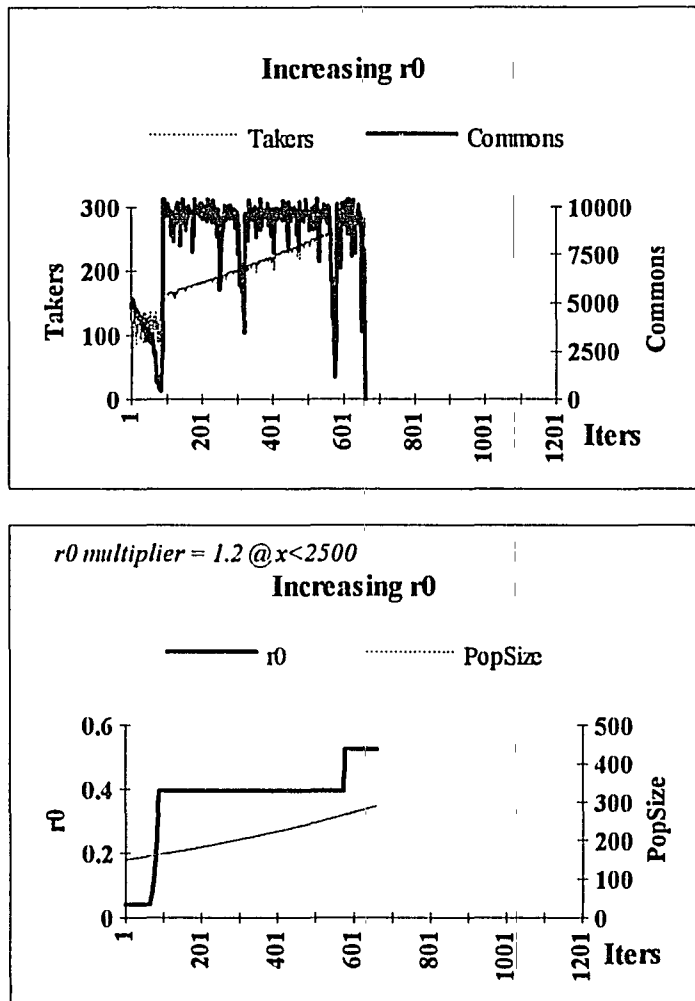 Increasing r0
Takers Commons
300
200
100
0
Takers
10000
7500
5000
2500
0
Commons
1 201 401 601 801 1001 1201 Iters
r0 multiplier = 1.2 @ x<2500
Increasing r0
r0 PopSize
0.6
0.4
0.2
0
r0
500
400
300
200
100
0
PopSize
1 201 401 601 801 1001 1201 Iters